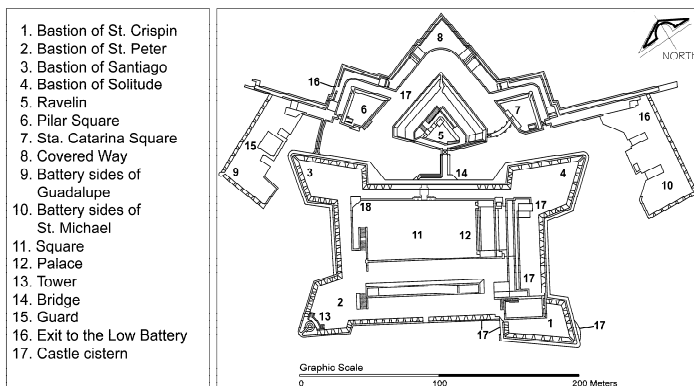 1. Bastion of St. Crispin
2. Bastion of St. Peter
3. Bastion of Santiago
4. Bastion of Solitude
5. Ravelin
6. Pilar Square
7. Sta. Catarina Square
8. Covered Way
9. Battery sides of
Guadalupe
10. Battery sides of
St. Michael
11. Square
12. Palace
13. Tower
14. Bridge
15. Guard
16. Exit to the Low Battery
17. Castle cistern
8
NORTH
16
17
6
7
16
5
15
9
3
14
4
10
18
17
11
12
17
2
13
1
17
17
Graphic Scale
0
100
200 Meters